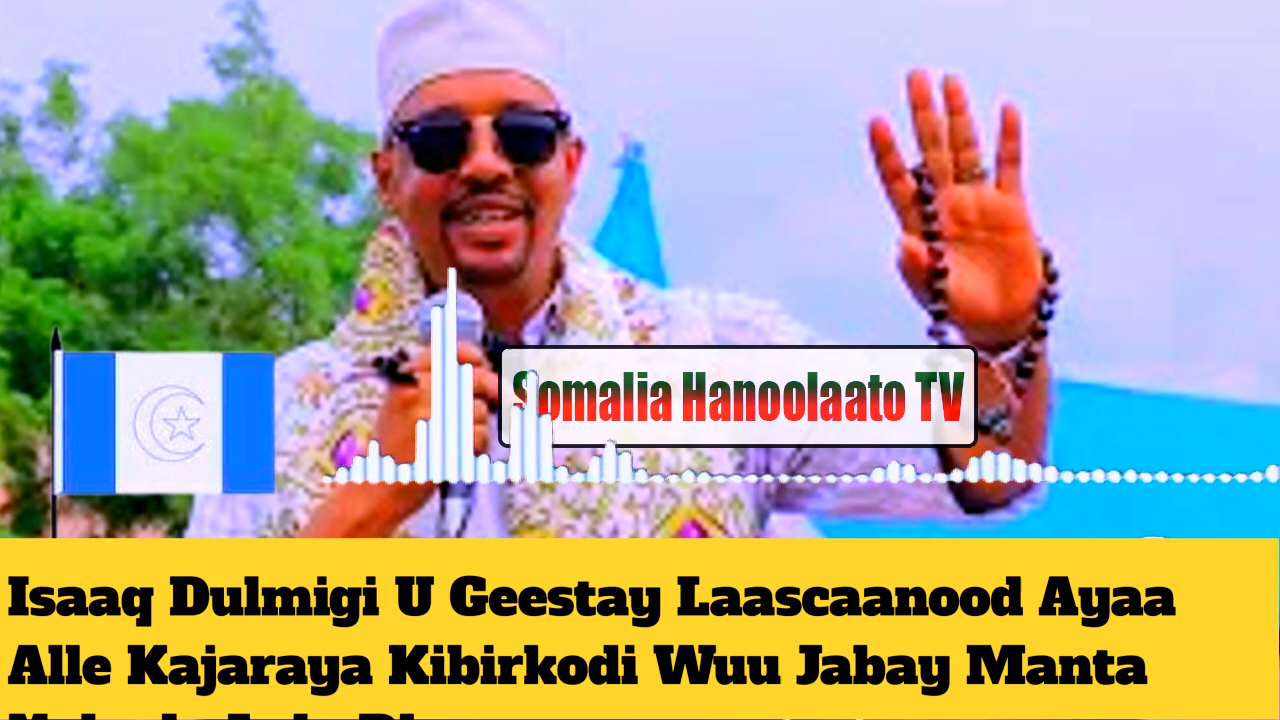 Somalia Hanoolaato TV
Isaaq Dulmigi U Geestay Laascaanood Ayaa
Alle Kajaraya Kibirkodi Wuu Jabay Manta